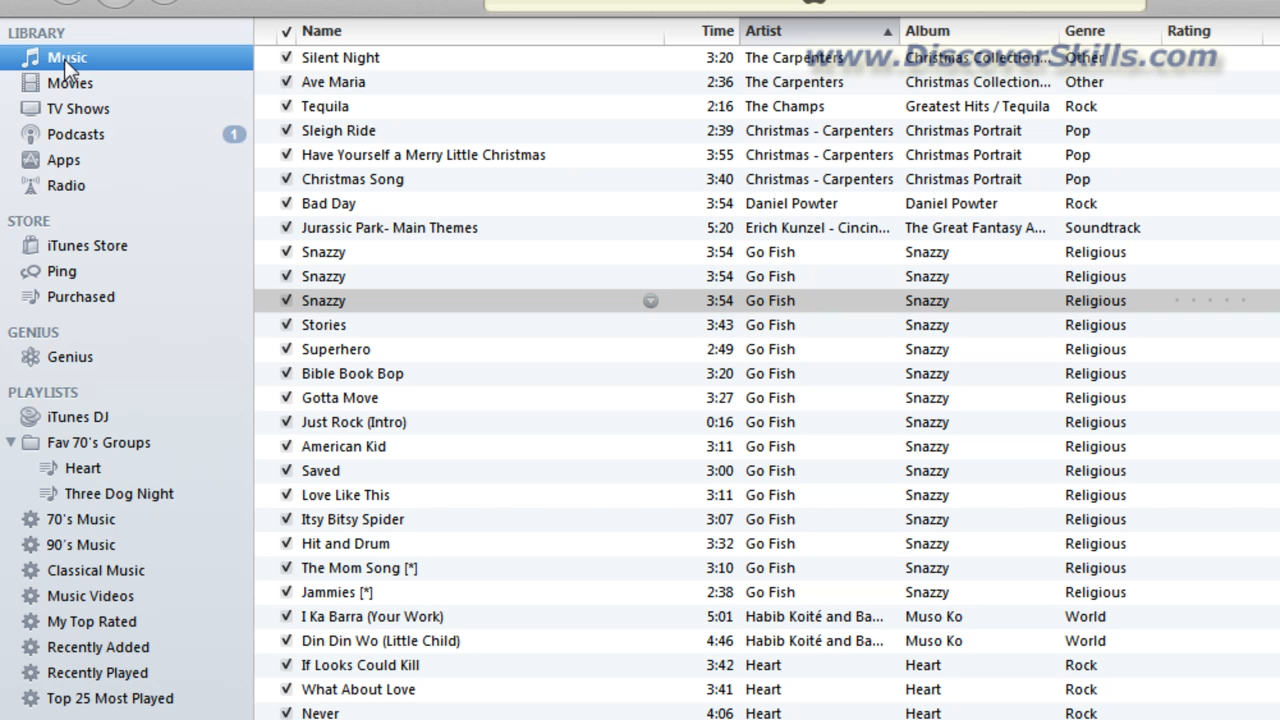 www.DiscoverSkills.com
LIBRARY
Music
Movies
TV Shows
Podcasts 1
Apps
Radio
STORE
iTunes Store
Ping
Purchased
GENIUS
Genius
PLAYLISTS
iTunes DJ
Fav 70's Groups
Heart
Three Dog Night
70's Music
90's Music
Classical Music
Music Videos
My Top Rated
Recently Added
Recently Played
Top 25 Most Played
Name Time Artist Album Genre Rating
Silent Night 3:20 The Carpenters Christmas Collection... Other
Ave Maria 2:36 The Carpenters Christmas Collection... Other
Tequila 2:16 The Champs Greatest Hits / Tequila Rock
Sleigh Ride 2:39 Christmas - Carpenters Christmas Portrait Pop
Have Yourself a Merry Little Christmas 3:55 Christmas - Carpenters Christmas Portrait Pop
Christmas Song 3:40 Christmas - Carpenters Christmas Portrait Pop
Bad Day 3:54 Daniel Powter Daniel Powter Rock
Jurassic Park- Main Themes 5:20 Erich Kunzel - Cincin... The Great Fantasy A... Soundtrack
Snazzy 3:54 Go Fish Snazzy Religious
Snazzy 3:54 Go Fish Snazzy Religious
Snazzy 3:54 Go Fish Snazzy Religious
Stories 3:43 Go Fish Snazzy Religious
Superhero 2:49 Go Fish Snazzy Religious
Bible Book Bop 3:20 Go Fish Snazzy Religious
Gotta Move 3:27 Go Fish Snazzy Religious
Just Rock (Intro) 0:16 Go Fish Snazzy Religious
American Kid 3:11 Go Fish Snazzy Religious
Saved 3:00 Go Fish Snazzy Religious
Love Like This 3:11 Go Fish Snazzy Religious
Itsy Bitsy Spider 3:07 Go Fish Snazzy Religious
Hit and Drum 3:32 Go Fish Snazzy Religious
The Mom Song [*] 3:10 Go Fish Snazzy Religious
Jammies [*] 2:38 Go Fish Snazzy Religious
I Ka Barra (Your Work) 5:01 Habib Koité and Ba... Muso Ko World
Din Din Wo (Little Child) 4:46 Habib Koité and Ba... Muso Ko World
If Looks Could Kill 3:42 Heart Heart Rock
What About Love 3:41 Heart Heart Rock
Never 4:06 Heart Heart Rock